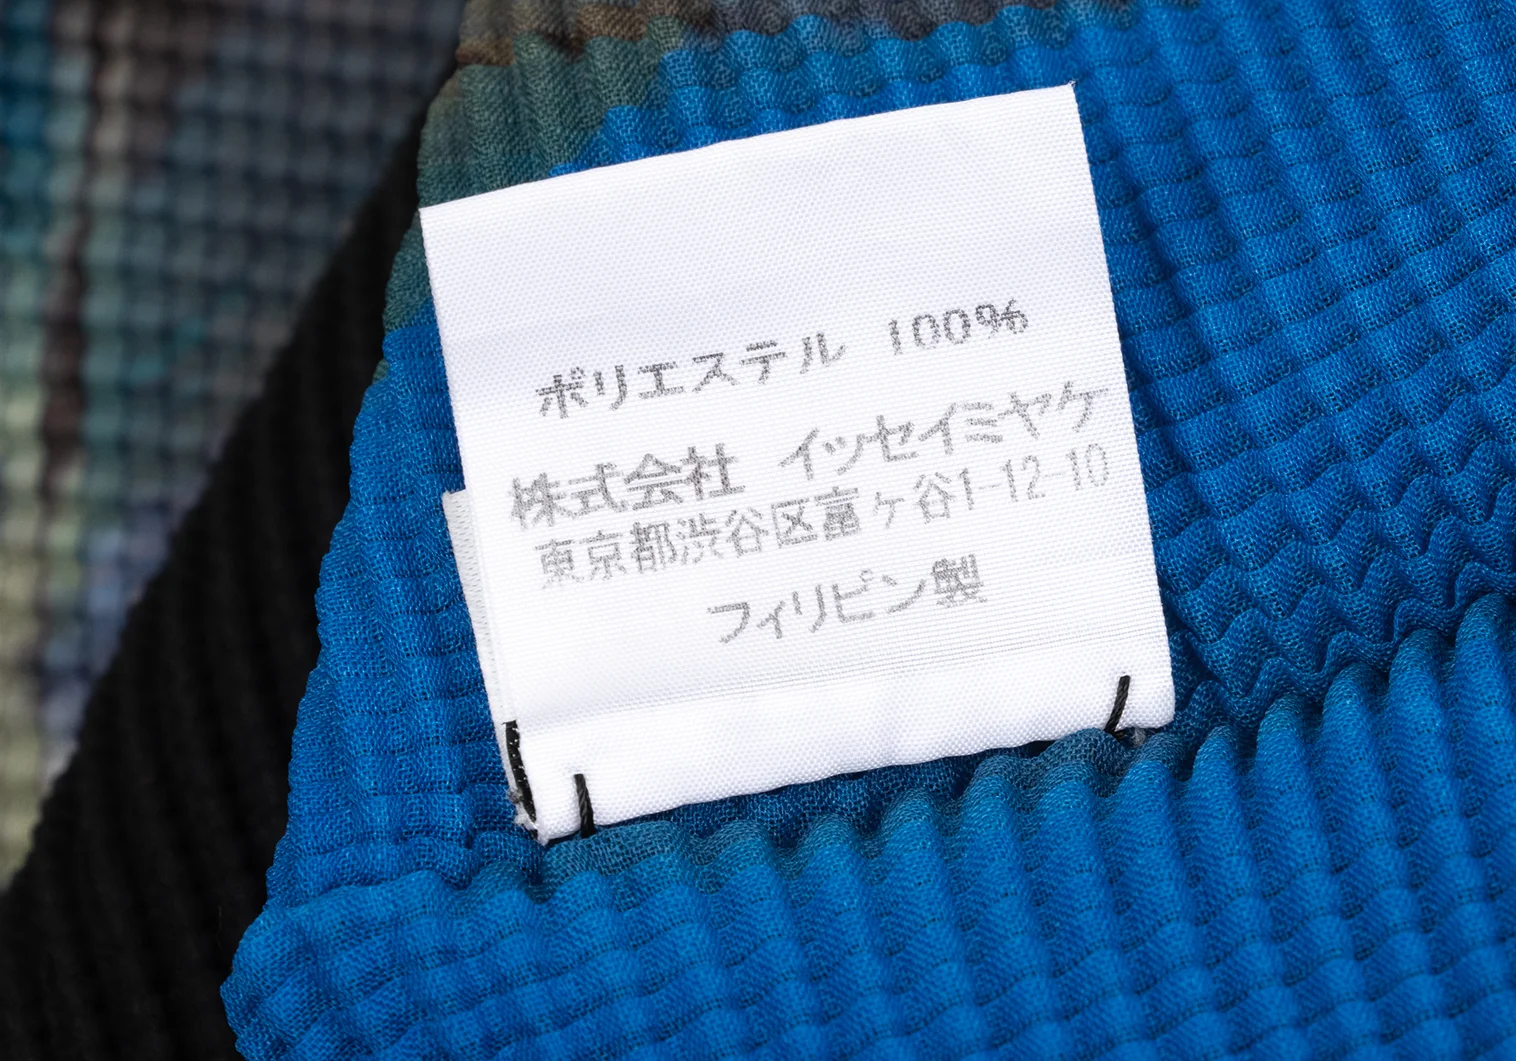 ポリエステル 100%
株式会社 イッセイミヤケ
東京都渋谷区富ヶ谷1-12-10
フィリピン製